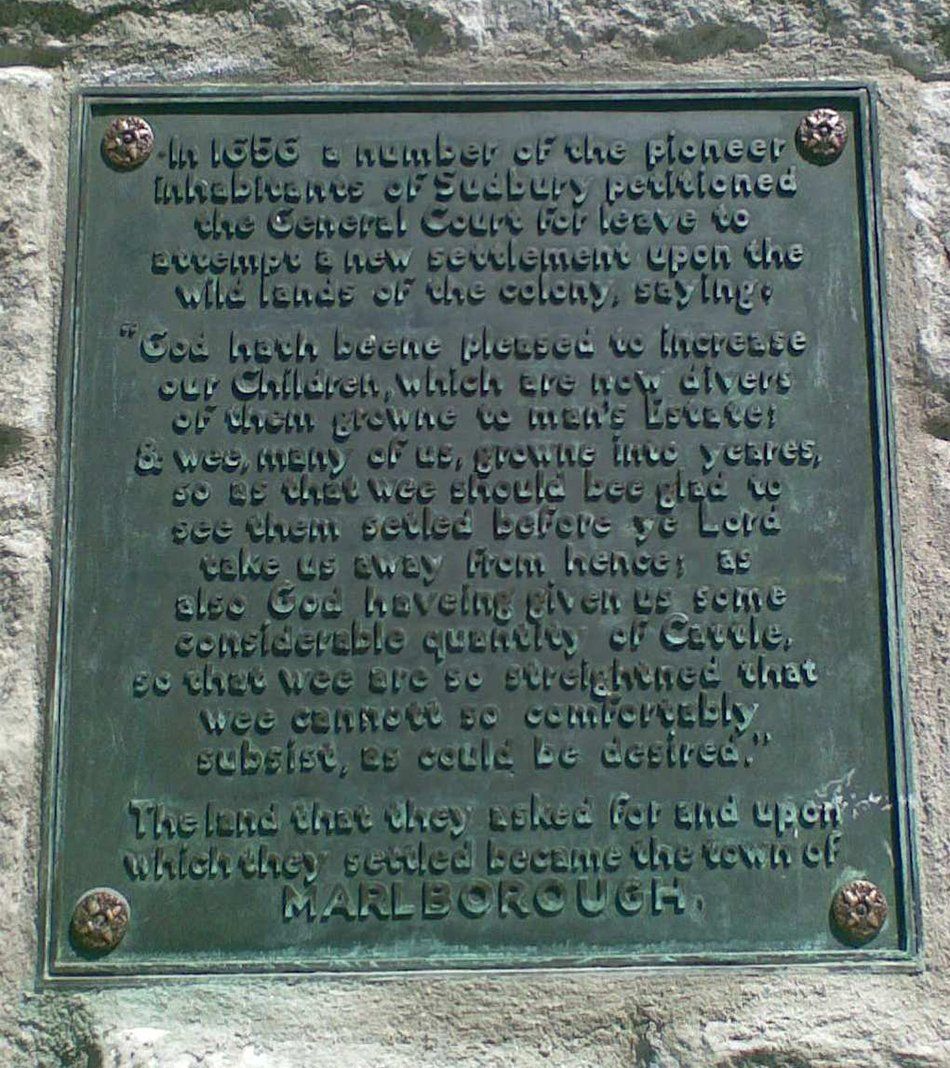 In 1656 a number of the pioneer
inhabitants of Sudbury petitioned
the General Court for leave to
attempt a new settlement upon the
wild lands of the colony, saying:
"God hath beene pleased to increase
our Children, which are now divers
of them growne to man's Estate;
& wee, many of us, growne into yeares,
so as that wee should bee glad to
see them setled before ye Lord
take us away from hence; as
also God haveing given us some
considerable quantity of Cattle,
so that wee are so streightned that
wee cannott so comfortably
subsist, as could be desired."
The land that they asked for and upon
which they settled became the town of
MARLBOROUGH.